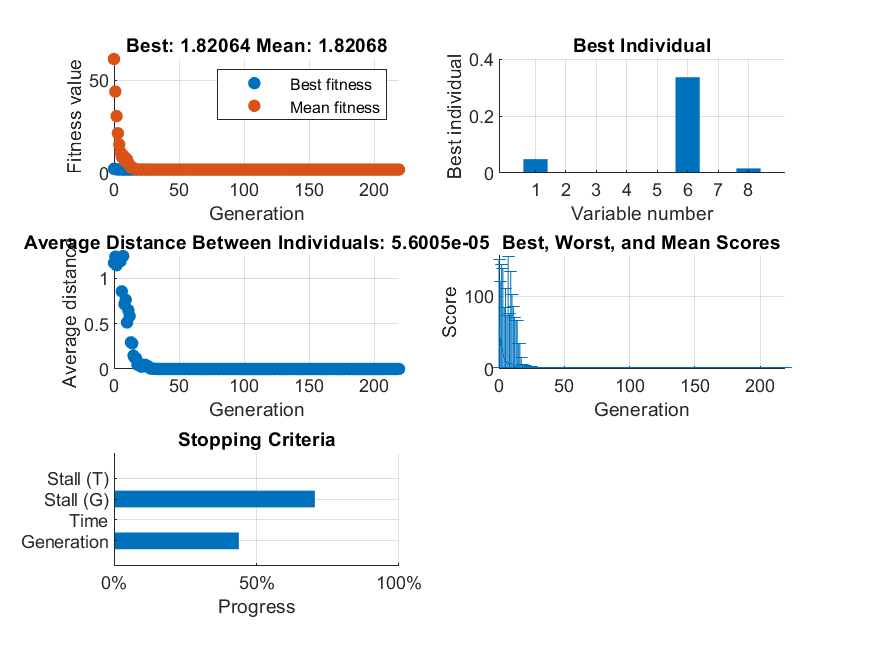 Best: 1.82064 Mean: 1.82068
Fitness value
50
0
Best fitness
Mean fitness
0 50 100 150 200
Generation
Best Individual
Best individual
0.4
0.2
0
1 2 3 4 5 6 7 8
Variable number
Average Distance Between Individuals: 5.6005e-05
Average distance
1
0.5
0
0 50 100 150 200
Generation
Best, Worst, and Mean Scores
Score
100
0
0 50 100 150 200
Generation
Stopping Criteria
Stall (T)
Stall (G)
Time
Generation
0% 50% 100%
Progress